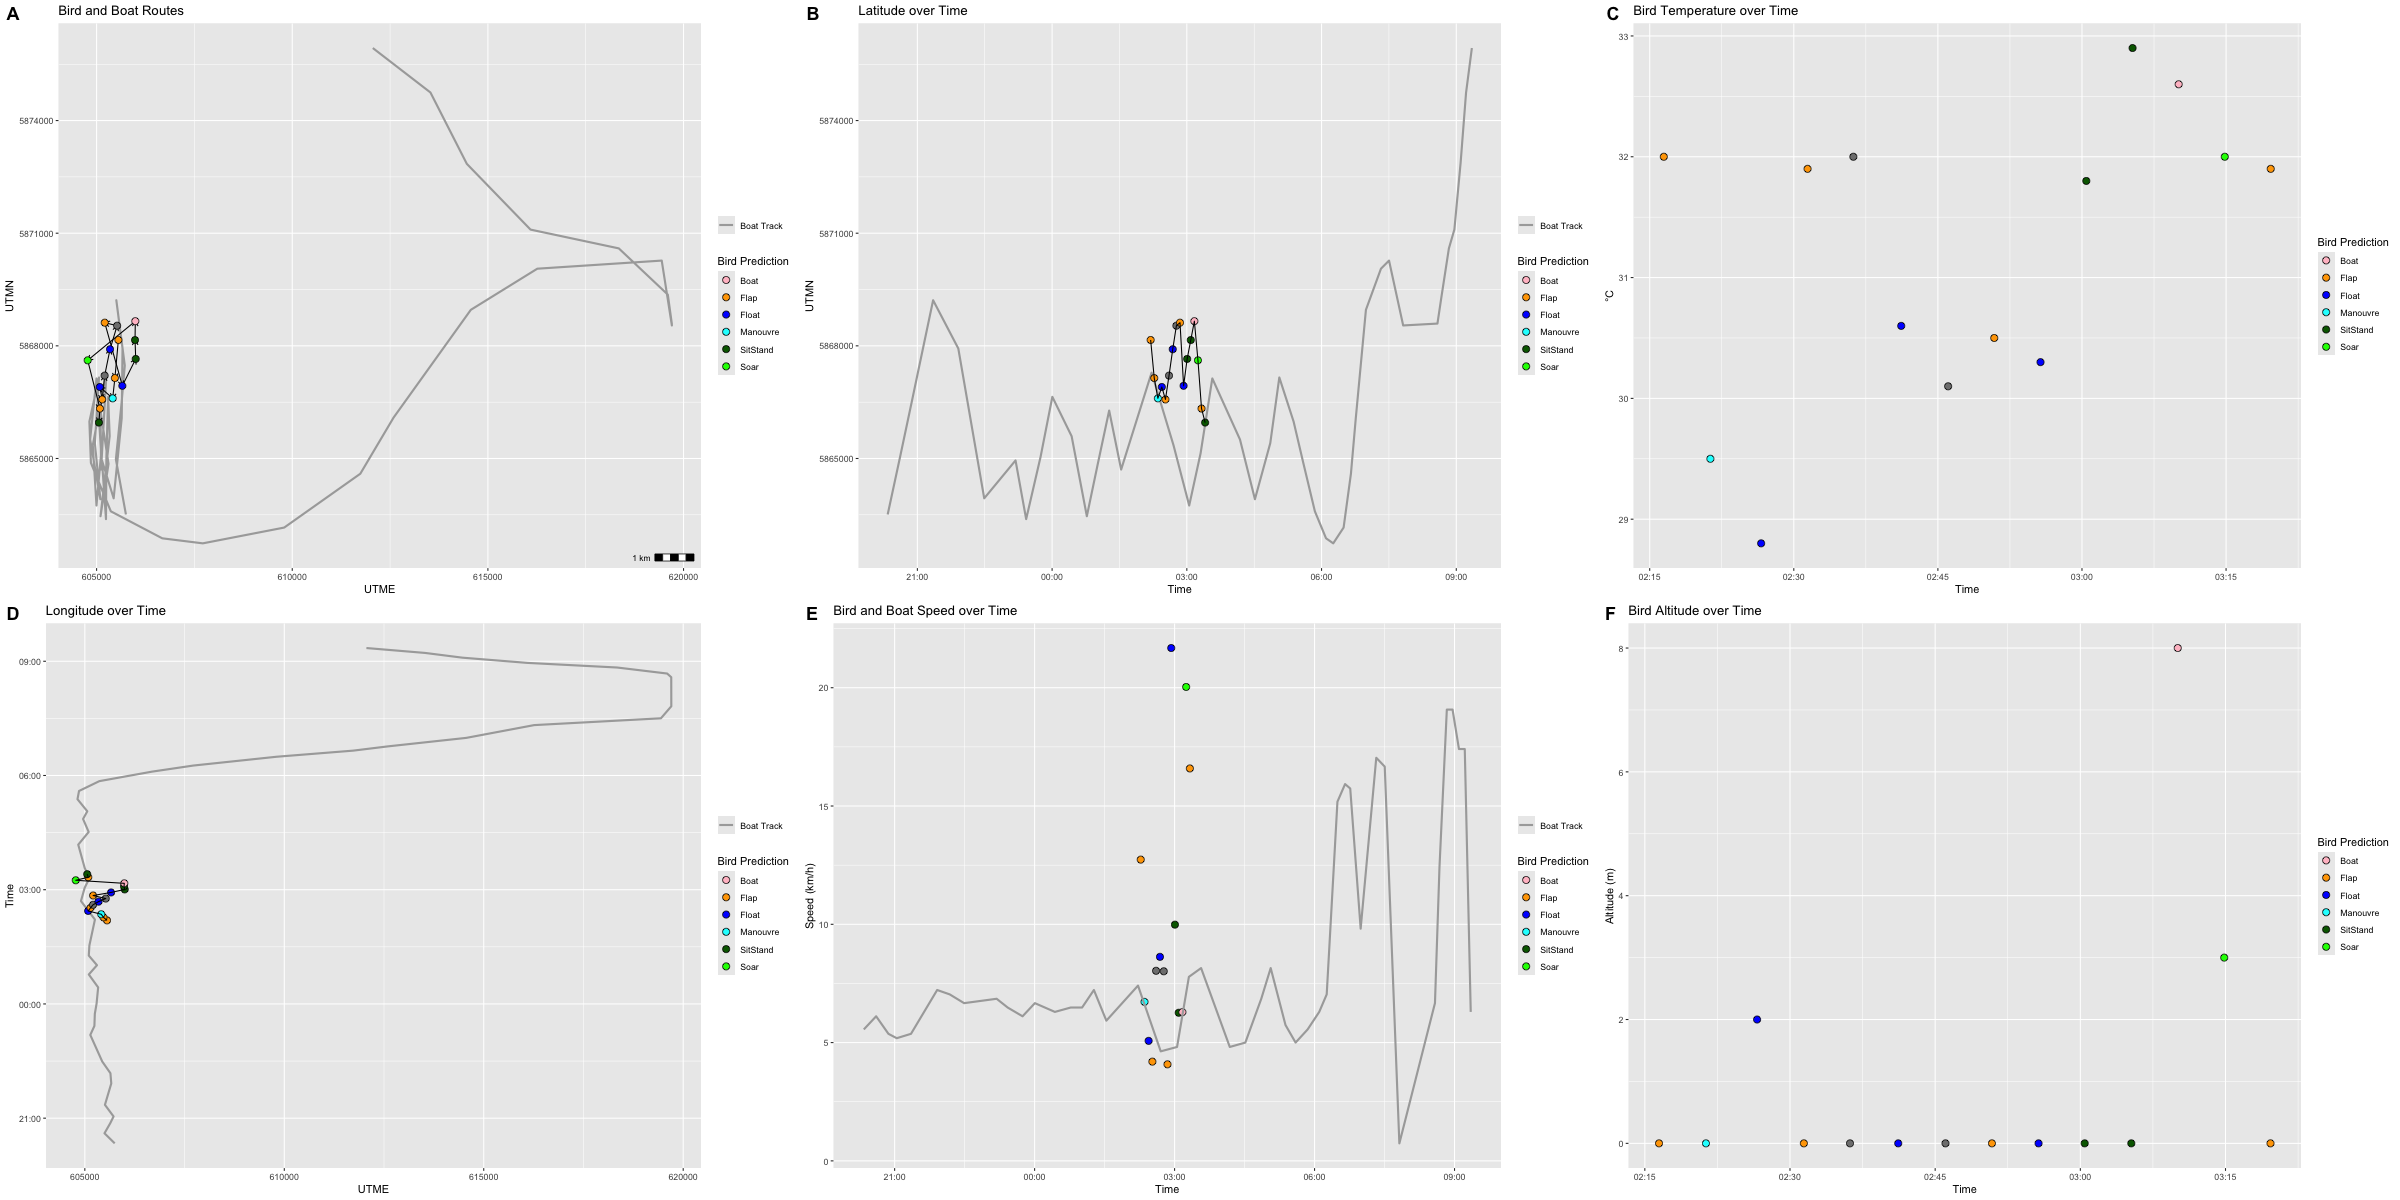 A Bird and Boat Routes
UTMN
5874000
5871000
5868000
5865000
605000 610000 615000 620000
UTME
1 km
Boat Track
Bird Prediction
Boat
Flap
Float
Manouvre
SitStand
Soar
B Latitude over Time
UTMN
5874000
5871000
5868000
5865000
21:00 00:00 03:00 06:00 09:00
Time
Boat Track
Bird Prediction
Boat
Flap
Float
Manouvre
SitStand
Soar
C Bird Temperature over Time
°C
33
32
31
30
29
02:15 02:30 02:45 03:00 03:15
Time
Bird Prediction
Boat
Flap
Float
Manouvre
SitStand
Soar
D Longitude over Time
Time
09:00
06:00
03:00
00:00
21:00
605000 610000 615000 620000
UTME
Boat Track
Bird Prediction
Boat
Flap
Float
Manouvre
SitStand
Soar
E Bird and Boat Speed over Time
Speed (km/h)
20
15
10
5
0
21:00 00:00 03:00 06:00 09:00
Time
Boat Track
Bird Prediction
Boat
Flap
Float
Manouvre
SitStand
Soar
F Bird Altitude over Time
Altitude (m)
8
6
4
2
0
02:15 02:30 02:45 03:00 03:15
Time
Bird Prediction
Boat
Flap
Float
Manouvre
SitStand
Soar